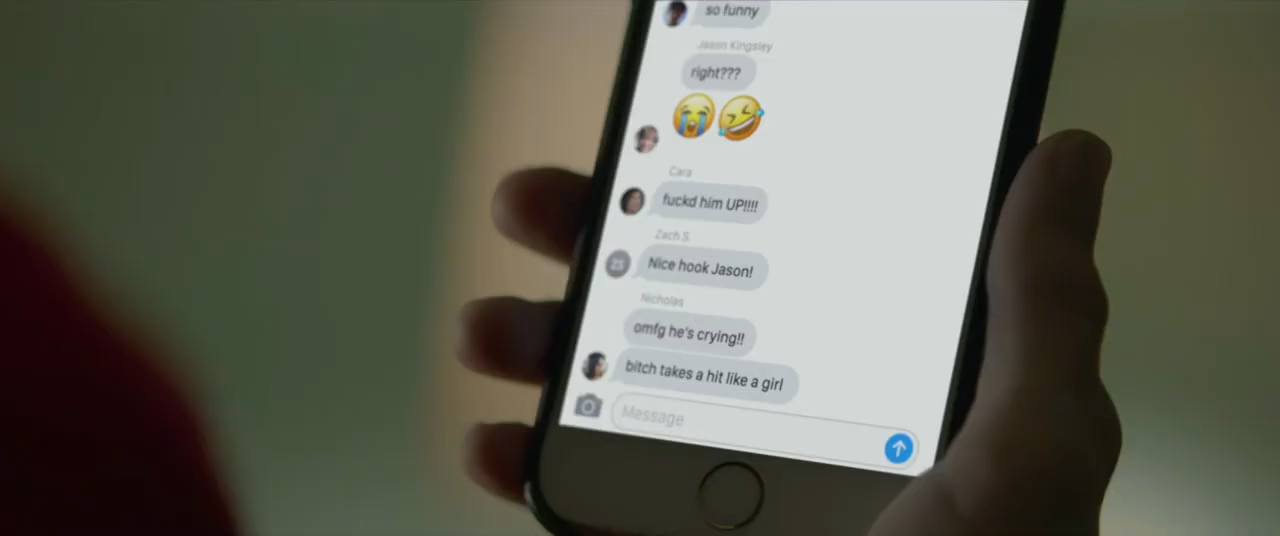 so funny
Jason Kingsley
right???
Cara
fuckd him UP!!!!
Zach S.
ZS
Nice hook Jason!
Nicholas
omfg he's crying!!
bitch takes a hit like a girl
Message